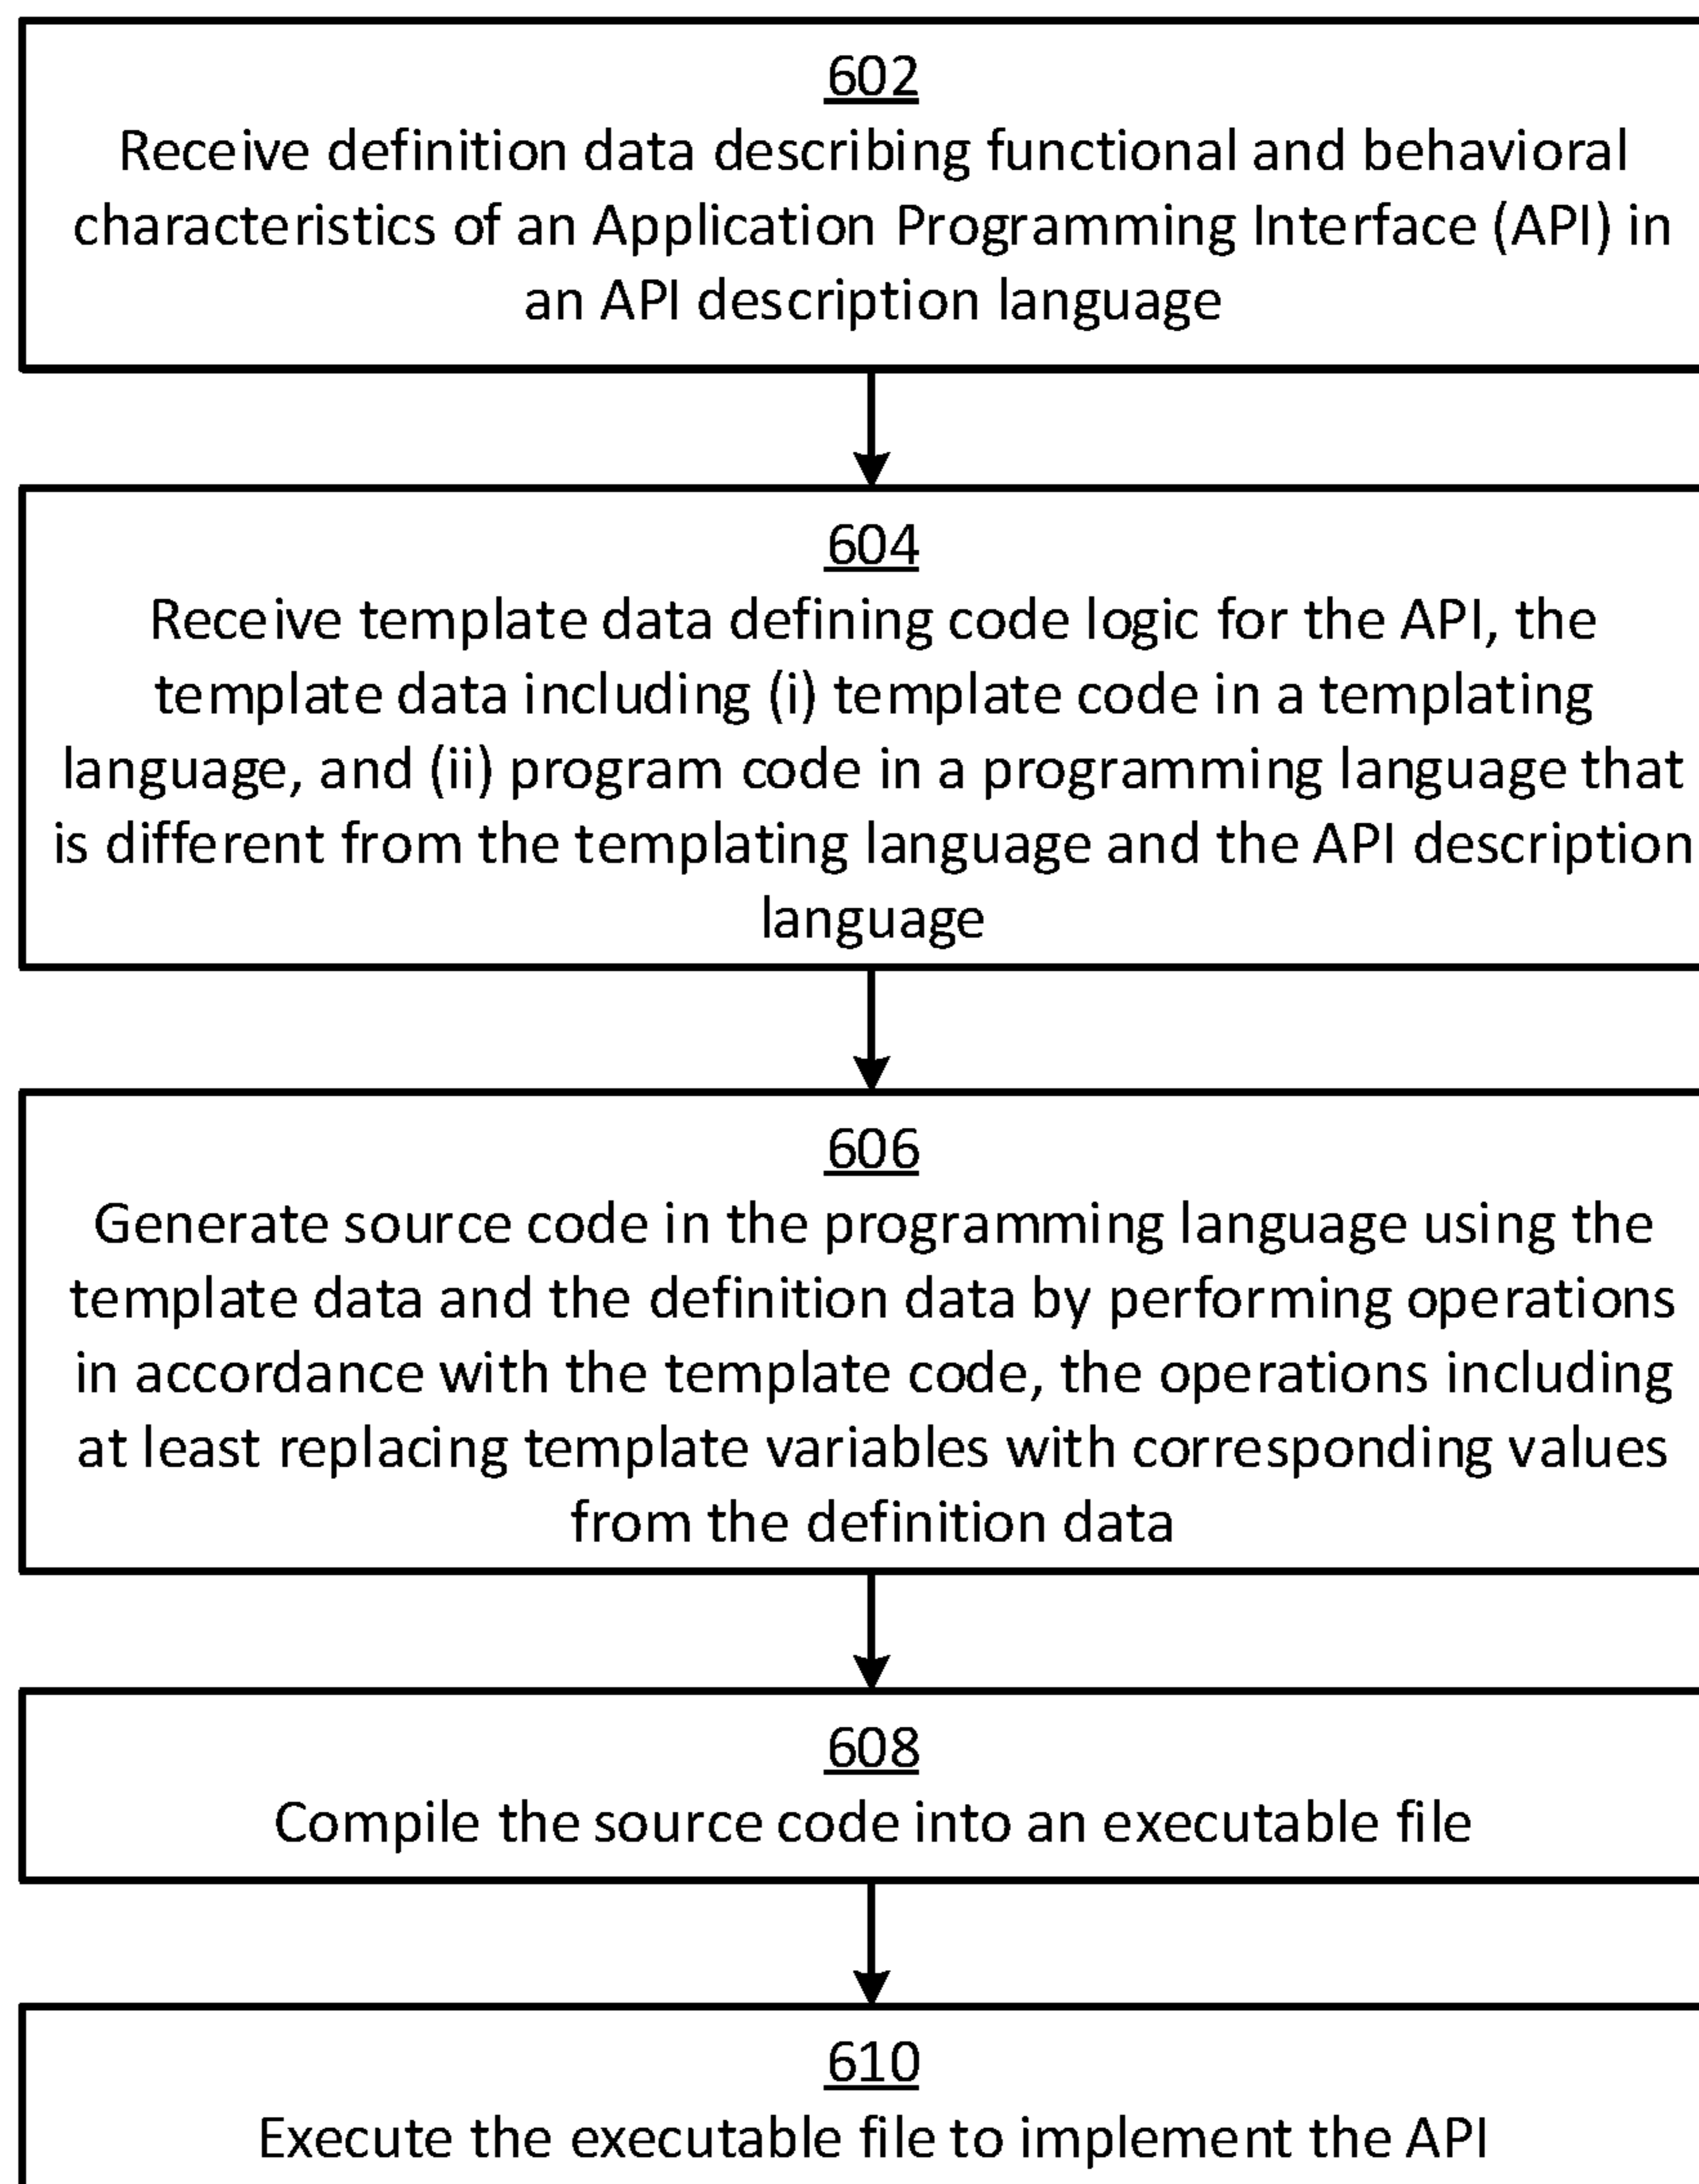 602
Receive definition data describing functional and behavioral
characteristics of an Application Programming Interface (API) in
an API description language
604
Receive template data defining code logic for the API, the
template data including (i) template code in a templating
language, and (ii) program code in a programming language that
is different from the templating language and the API description
language
606
Generate source code in the programming language using the
template data and the definition data by performing operations
in accordance with the template code, the operations including
at least replacing template variables with corresponding values
from the definition data
608
Compile the source code into an executable file
610
Execute the executable file to implement the API